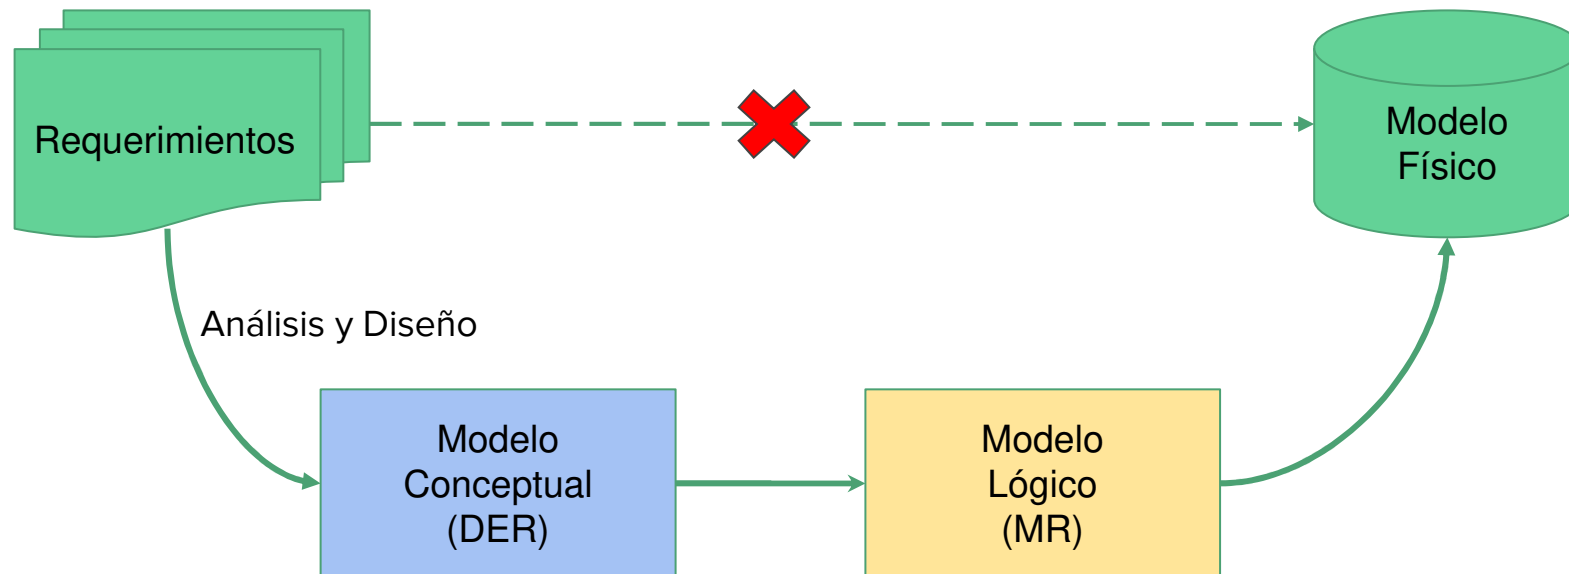 Requerimientos
Modelo
Físico
Análisis y Diseño
Modelo
Conceptual
(DER)
Modelo
Lógico
(MR)